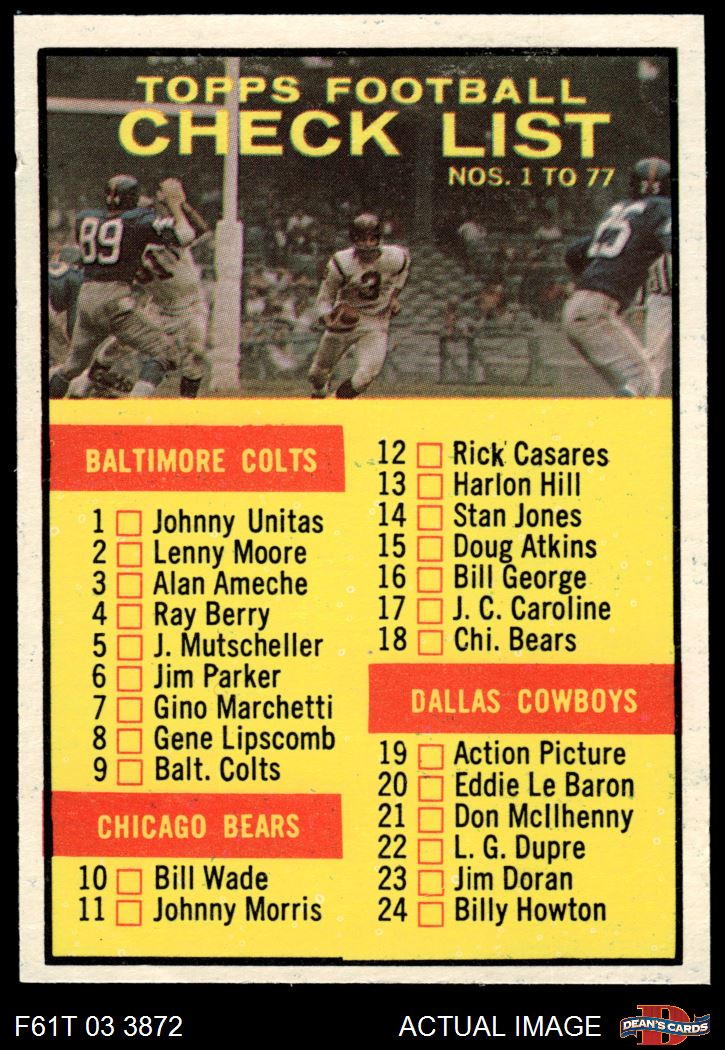 TOPPS FOOTBALL
CHECK LIST
NOS. 1 TO 77
89
3
25
BALTIMORE COLTS
1 Johnny Unitas
2 Lenny Moore
3 Alan Ameche
4 Ray Berry
5 J. Mutscheller
6 Jim Parker
7 Gino Marchetti
8 Gene Lipscomb
9 Balt. Colts
CHICAGO BEARS
10 Bill Wade
11 Johnny Morris
12 Rick Casares
13 Harlon Hill
14 Stan Jones
15 Doug Atkins
16 Bill George
17 J. C. Caroline
18 Chi. Bears
DALLAS COWBOYS
19 Action Picture
20 Eddie Le Baron
21 Don McIlhenny
22 L. G. Dupre
23 Jim Doran
24 Billy Howton
F61T 03 3872
ACTUAL IMAGE
D
DEAN'S CARDS